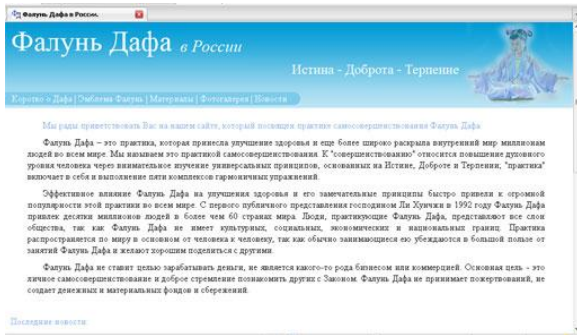 Фалунь Дафа в России.
Фалунь Дафа в России
Истина - Доброта - Терпение
Коротко о Дафа | Эмблема Фалунь | Материалы | Фотогалерея | Новости
Мы рады приветствовать Вас на нашем сайте, который посвящен практике самосовершенствования Фалунь Дафа
Фалунь Дафа – это практика, которая принесла улучшение здоровья и еще более широко раскрыла внутренний мир миллионам
людей во всем мире. Мы называем это практикой самосовершенствования. К "совершенствованию" относится повышение духовного
уровня человека через внимательное изучение универсальных принципов, основанных на Истине, Доброте и Терпении; "практика"
включает в себя и выполнение пяти комплексов гармоничных упражнений.
Эффективное влияние Фалунь Дафа на улучшения здоровья и его замечательные принципы быстро привели к огромной
популярности этой практики во всем мире. С первого публичного представления господином Ли Хунчжи в 1992 году Фалунь Дафа
привлек десятки миллионов людей в более чем 60 странах мира. Люди, практикующие Фалунь Дафа, представляют все слои
общества, так как Фалунь Дафа не имеет культурных, социальных, экономических и национальных границ. Практика
распространяется по миру в основном от человека к человеку, так как обычно занимающиеся ею убеждаются в большой пользе от
занятий Фалунь Дафа и желают хорошим поделиться с другими.
Фалунь Дафа не ставит целью зарабатывать деньги, не является какого-то рода бизнесом или коммерцией. Основная цель - это
личное самосовершенствование и доброе стремление познакомить других с Законом. Фалунь Дафа не принимает пожертвований, не
создает денежных и материальных фондов и сбережений.
Последние новости: